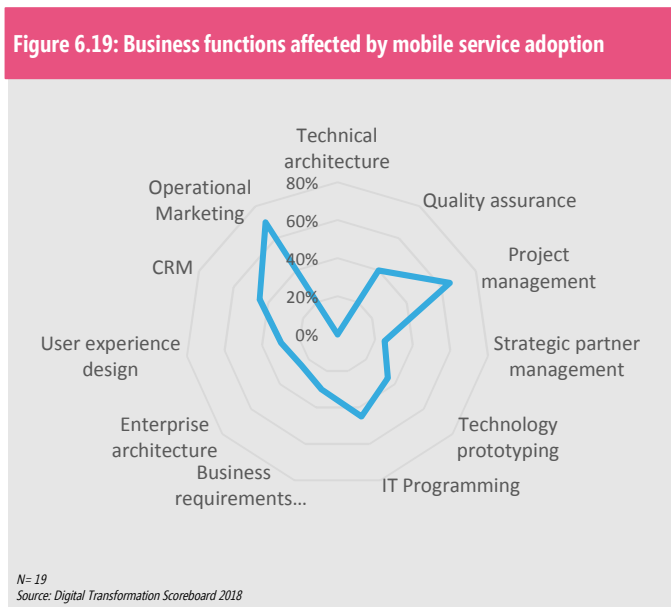 Figure 6.19: Business functions affected by mobile service adoption
Technical
architecture
80%
60%
40%
20%
0%
Quality assurance
Project
management
Strategic partner
management
Technology
prototyping
IT Programming
Business
requirements...
Enterprise
architecture
User experience
design
CRM
Operational
Marketing
N= 19
Source: Digital Transformation Scoreboard 2018